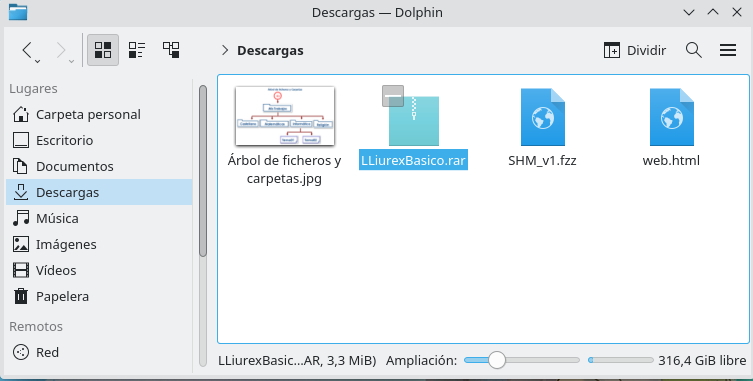 Descargas — Dolphin
Descargas
Dividir
Lugares
Carpeta personal
Escritorio
Documentos
Descargas
Música
Imágenes
Vídeos
Papelera
Remotos
Red
Árbol de ficheros y
carpetas.jpg
LLiurexBasico.rar
SHM_v1.fzz
web.html
LLiurexBasic...AR, 3,3 MiB)
Ampliación:
316,4 GiB libre